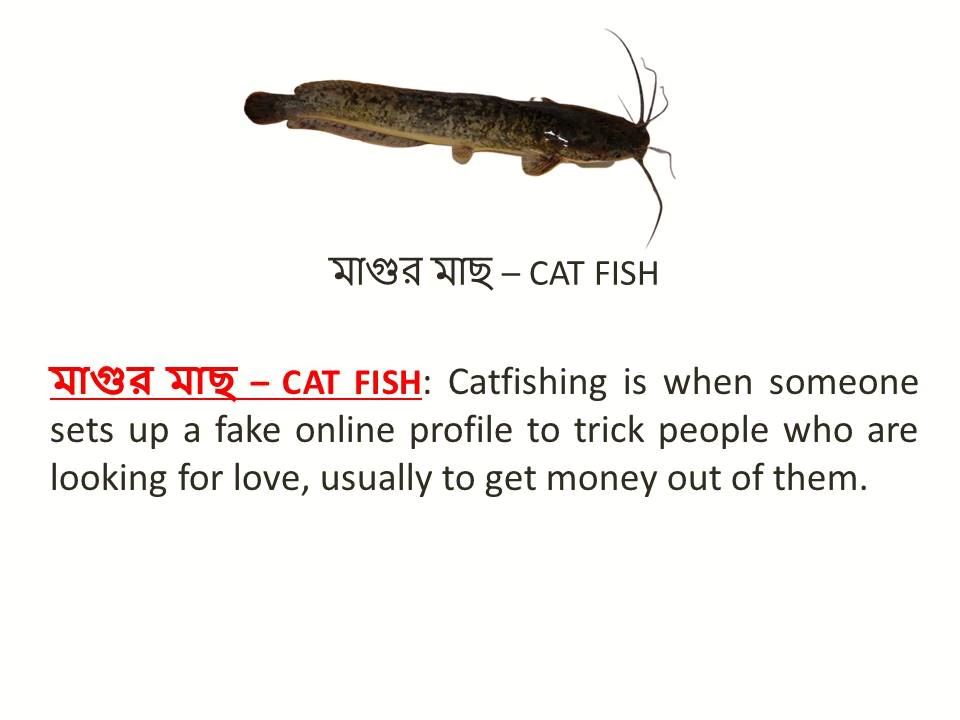 মাগুর মাছ – CAT FISH
মাগুর মাছ – CAT FISH: Catfishing is when someone
sets up a fake online profile to trick people who are
looking for love, usually to get money out of them.